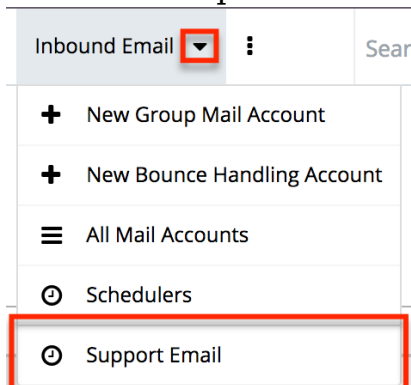 Inbound Email
Sear
New Group Mail Account
New Bounce Handling Account
All Mail Accounts
Schedulers
Support Email